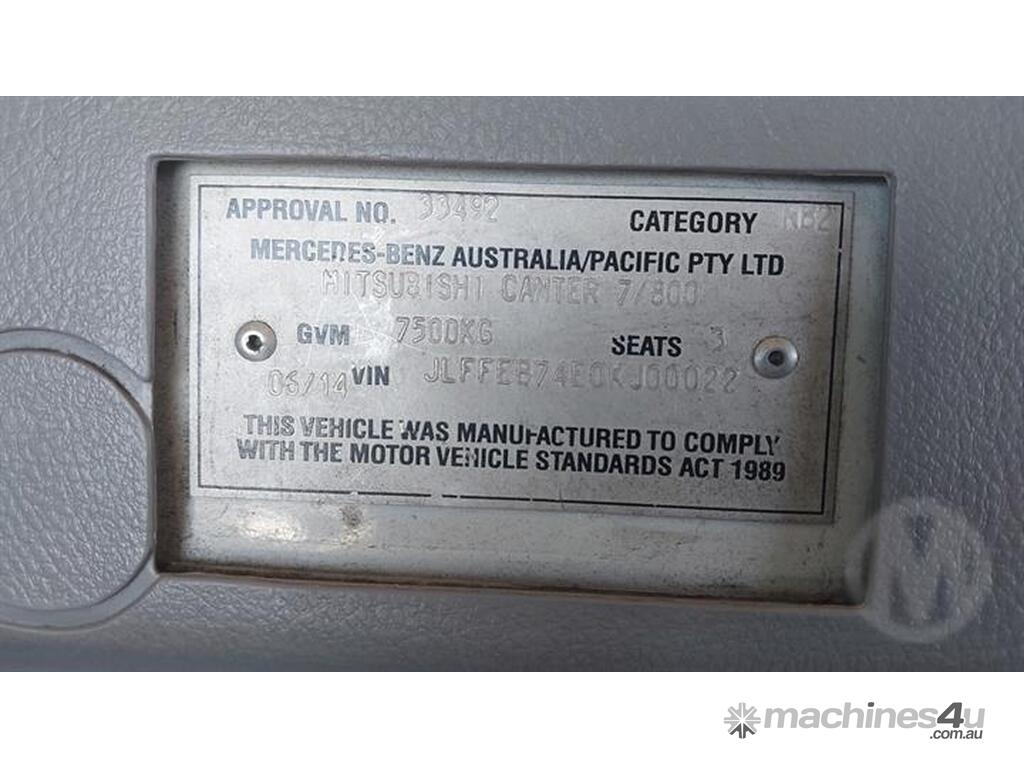 APPROVAL NO. 33492 CATEGORY NB2
MERCEDES-BENZ AUSTRALIA/PACIFIC PTY LTD
MITSUBISHI CANTER 7/800
GVM 7500KG SEATS 3
06/14 VIN JLFFEB74E0KJ00022
THIS VEHICLE WAS MANUFACTURED TO COMPLY
WITH THE MOTOR VEHICLE STANDARDS ACT 1989
M
machines4u
.com.au